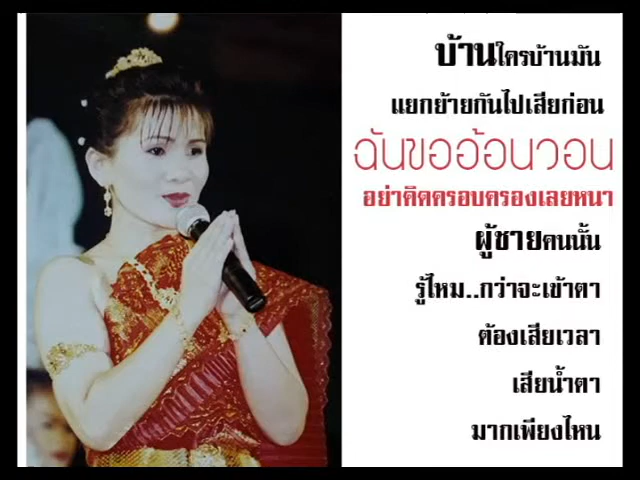 บ้านใครบ้านมัน
แยกย้ายกันไปเสียก่อน
ฉันขออ้อนวอน
อย่าคิดครอบครองเลยหนา
ผู้ชายคนนั้น
รู้ไหม..กว่าจะเข้าตา
ต้องเสียเวลา
เสียน้ำตา
มากเพียงไหน